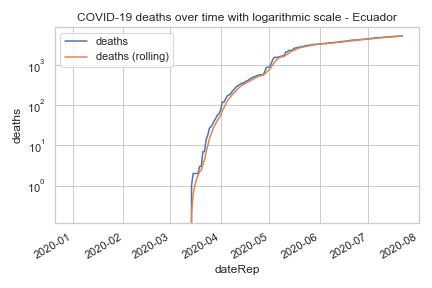 COVID-19 deaths over time with logarithmic scale - Ecuador
deaths
deaths (rolling)
10³
10²
10¹
10⁰
deaths
2020-01
2020-02
2020-03
2020-04
2020-05
2020-06
2020-07
2020-08
dateRep